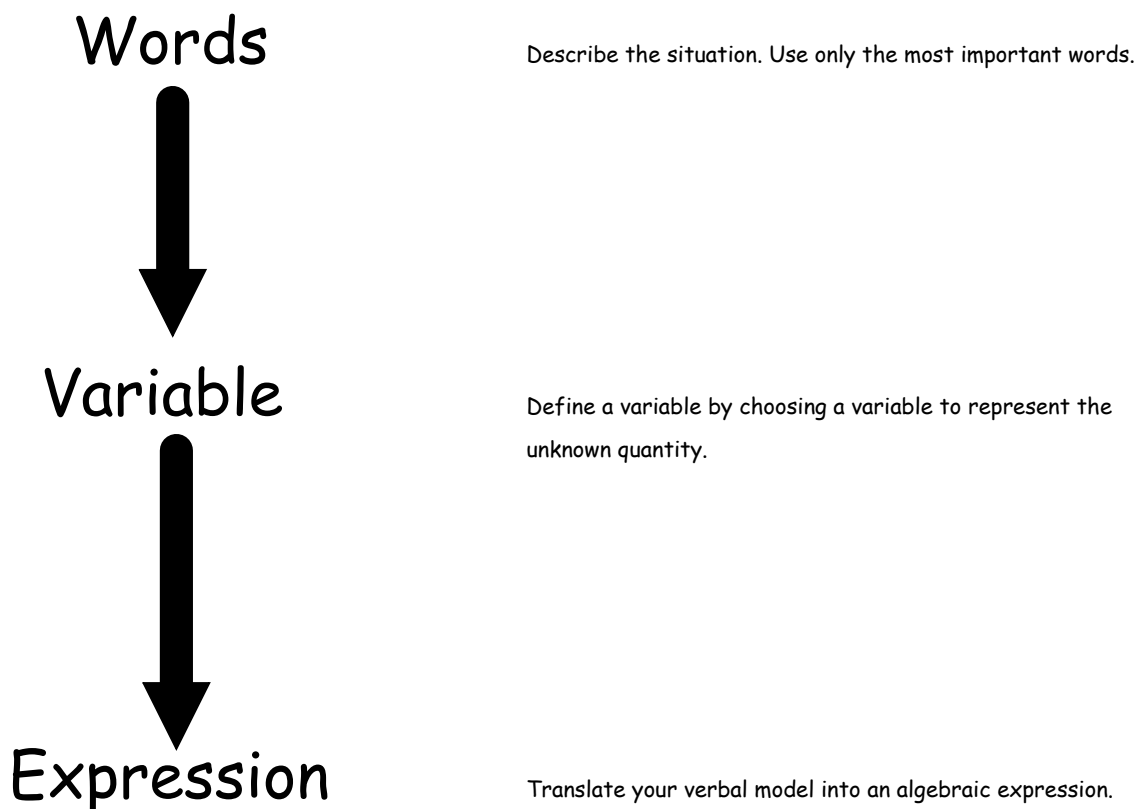 Words
Describe the situation. Use only the most important words.
Variable
Define a variable by choosing a variable to represent the
unknown quantity.
Expression
Translate your verbal model into an algebraic expression.